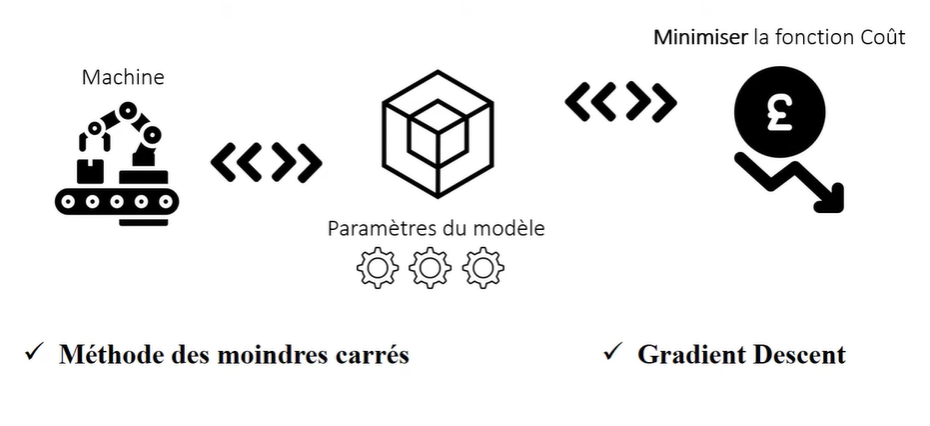 Minimiser la fonction Coût
Machine
£
Paramètres du modèle
✓ Méthode des moindres carrés
✓ Gradient Descent